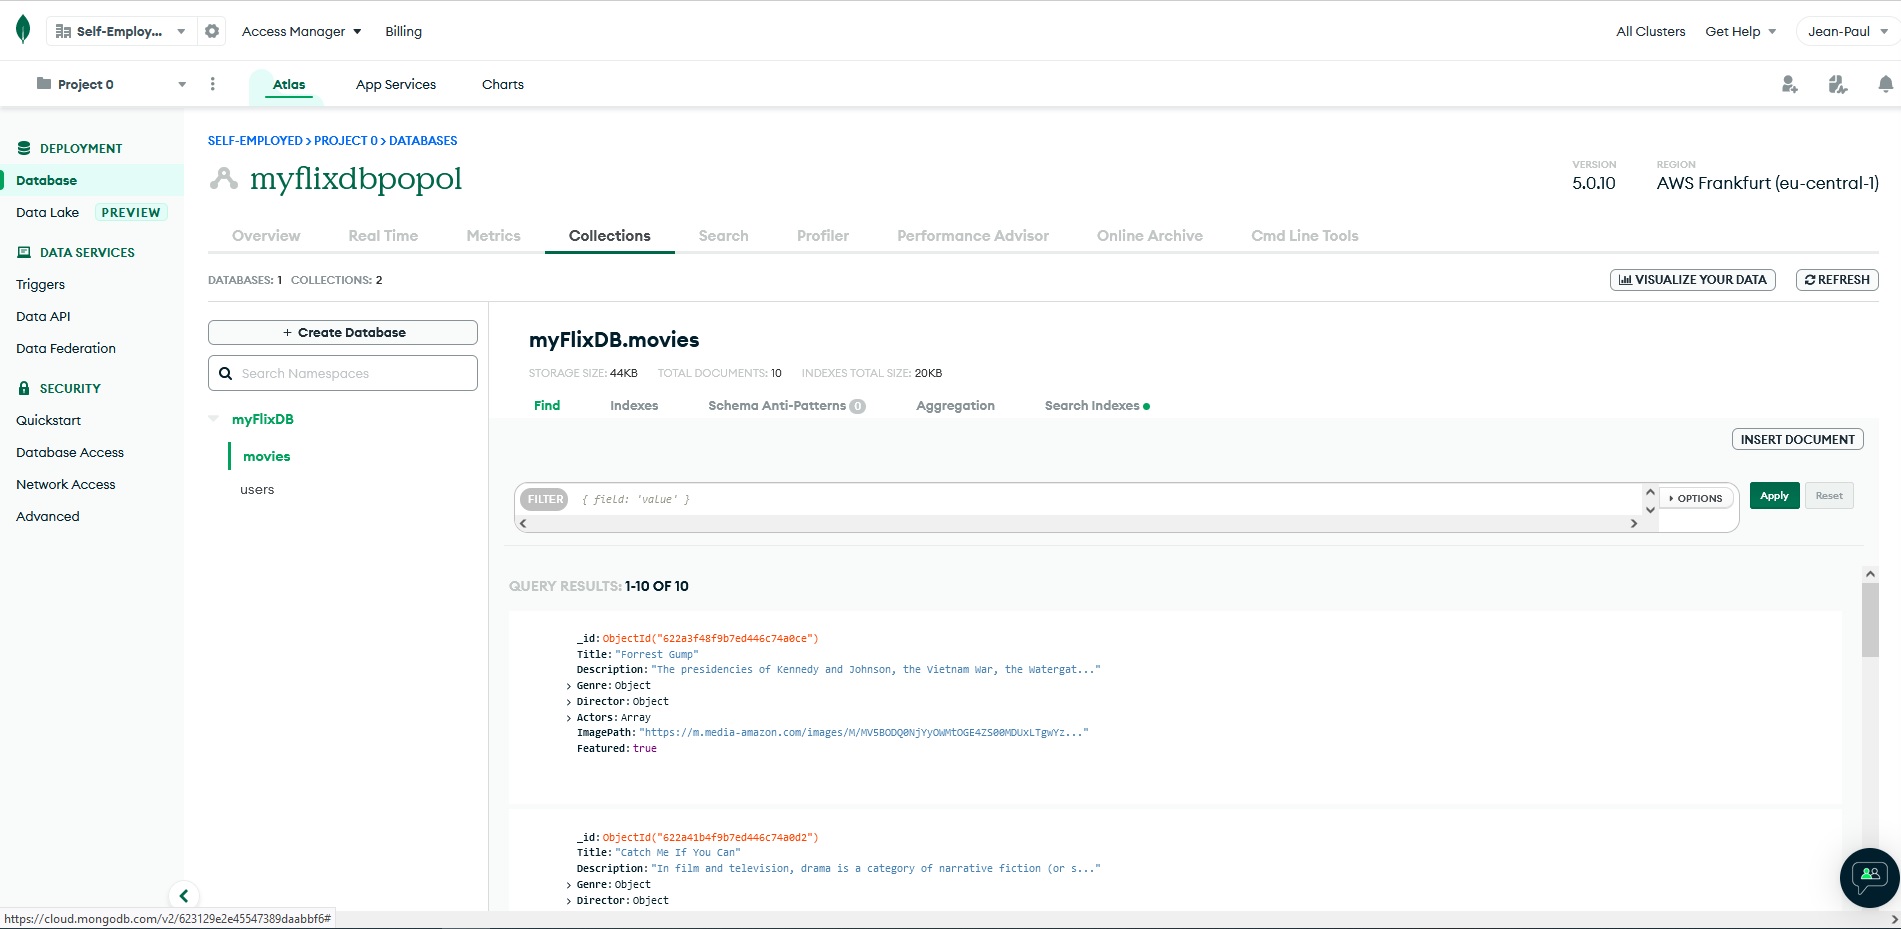 Self-Employ...
Access Manager
Billing
All Clusters
Get Help
Jean-Paul
Project 0
Atlas
App Services
Charts
DEPLOYMENT
Database
Data Lake PREVIEW
DATA SERVICES
Triggers
Data API
Data Federation
SECURITY
Quickstart
Database Access
Network Access
Advanced
SELF-EMPLOYED > PROJECT 0 > DATABASES
myflixdbpopol
VERSION
5.0.10
REGION
AWS Frankfurt (eu-central-1)
Overview
Real Time
Metrics
Collections
Search
Profiler
Performance Advisor
Online Archive
Cmd Line Tools
DATABASES: 1 COLLECTIONS: 2
VISUALIZE YOUR DATA
REFRESH
+ Create Database
Search Namespaces
myFlixDB
movies
users
myFlixDB.movies
STORAGE SIZE: 44KB TOTAL DOCUMENTS: 10 INDEXES TOTAL SIZE: 20KB
Find
Indexes
Schema Anti-Patterns 0
Aggregation
Search Indexes
INSERT DOCUMENT
FILTER { field: 'value' }
OPTIONS
Apply
Reset
QUERY RESULTS: 1-10 OF 10
_id: ObjectId("622a3f48f9b7ed446c74a0ce")
Title: "Forrest Gump"
Description: "The presidencies of Kennedy and Johnson, the Vietnam War, the Watergat..."
Genre: Object
Director: Object
Actors: Array
ImagePath: "https://m.media-amazon.com/images/M/MV5BODQ0NjYyOWMtOGE4ZS00MDUxLTgwYz..."
Featured: true
_id: ObjectId("622a41b4f9b7ed446c74a0d2")
Title: "Catch Me If You Can"
Description: "In film and television, drama is a category of narrative fiction (or s..."
Genre: Object
Director: Object
https://cloud.mongodb.com/v2/623129e2e45547389daabbf6#